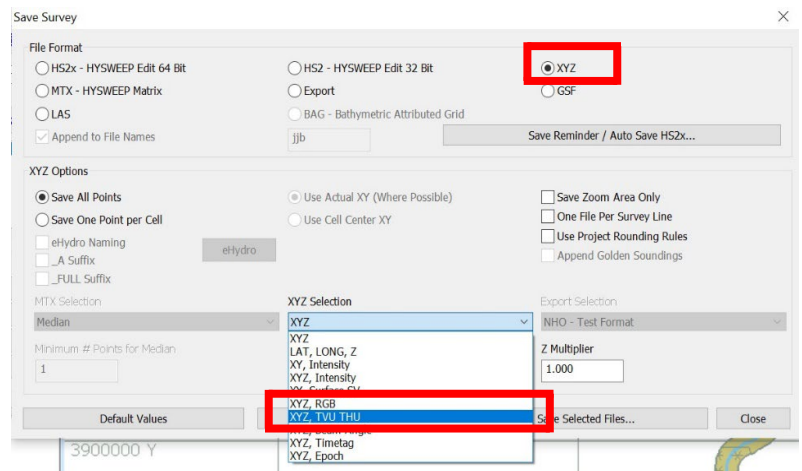 Save Survey
File Format
HS2x - HYSWEEP Edit 64 Bit
HS2 - HYSWEEP Edit 32 Bit
XYZ
MTX - HYSWEEP Matrix
Export
GSF
LAS
BAG - Bathymetric Attributed Grid
Append to File Names
jjb
Save Reminder / Auto Save HS2x...
XYZ Options
Save All Points
Use Actual XY (Where Possible)
Save Zoom Area Only
Save One Point per Cell
Use Cell Center XY
One File Per Survey Line
Use Project Rounding Rules
eHydro Naming
eHydro
Append Golden Soundings
_A Suffix
_FULL Suffix
MTX Selection
XYZ Selection
Export Selection
Median
XYZ
NHO - Test Format
XYZ
LAT, LONG, Z
XY, Intensity
XYZ, Intensity
XYZ, RGB
XYZ, TVU THU
XYZ, Timetag
XYZ, Epoch
Minimum # Points for Median
Z Multiplier
1
1.000
Default Values
Selected Files...
Close
3900000 Y